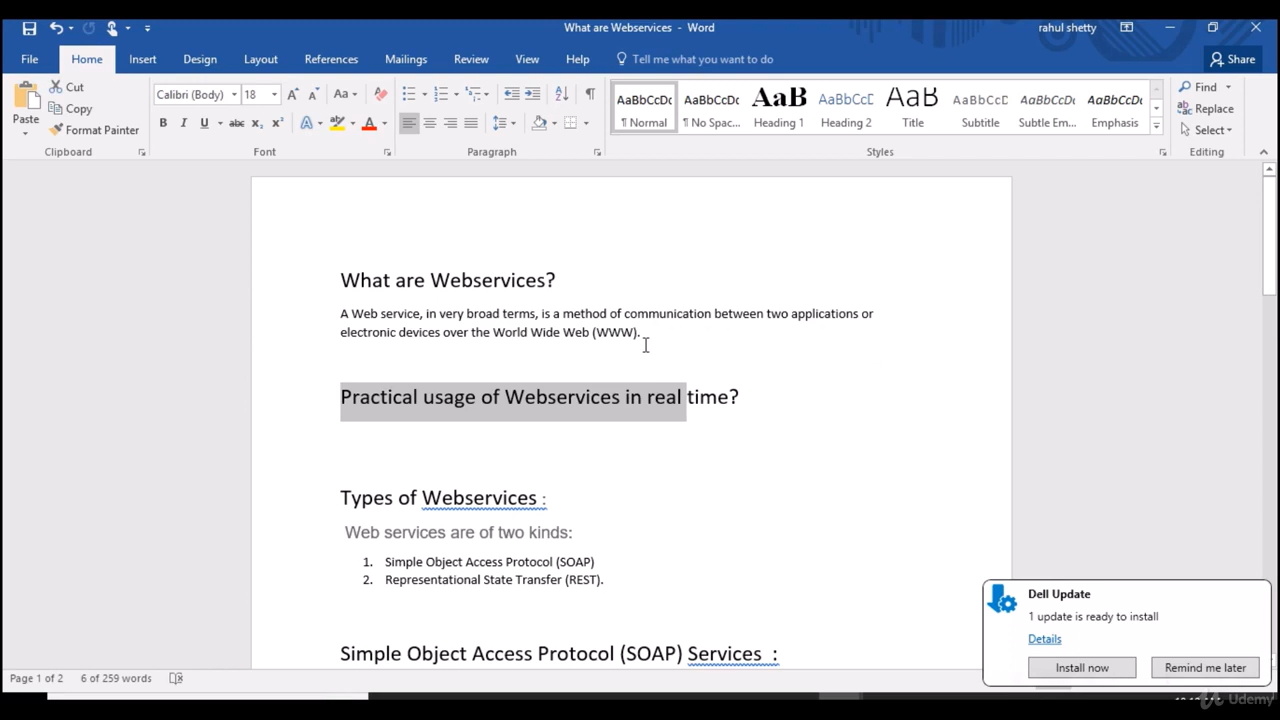 What are Webservices - Word
rahul shetty
File Home Insert Design Layout References Mailings Review View Help Tell me what you want to do Share
Paste Cut Copy Format Painter
Calibri (Body) 18
AaBbCcDc AaBbCcDc AaB AaBbCcE AaB AaBbCcD AaBbCcDc AaBbCcDc
¶ Normal ¶ No Spac... Heading 1 Heading 2 Title Subtitle Subtle Em... Emphasis
Find Replace Select
Clipboard Font Paragraph Styles Editing
What are Webservices?
A Web service, in very broad terms, is a method of communication between two applications or
electronic devices over the World Wide Web (WWW).
Practical usage of Webservices in real time?
Types of Webservices :
Web services are of two kinds:
1. Simple Object Access Protocol (SOAP)
2. Representational State Transfer (REST).
Simple Object Access Protocol (SOAP) Services :
Dell Update
1 update is ready to install
Details
Install now Remind me later
Page 1 of 2 6 of 259 words
Udemy